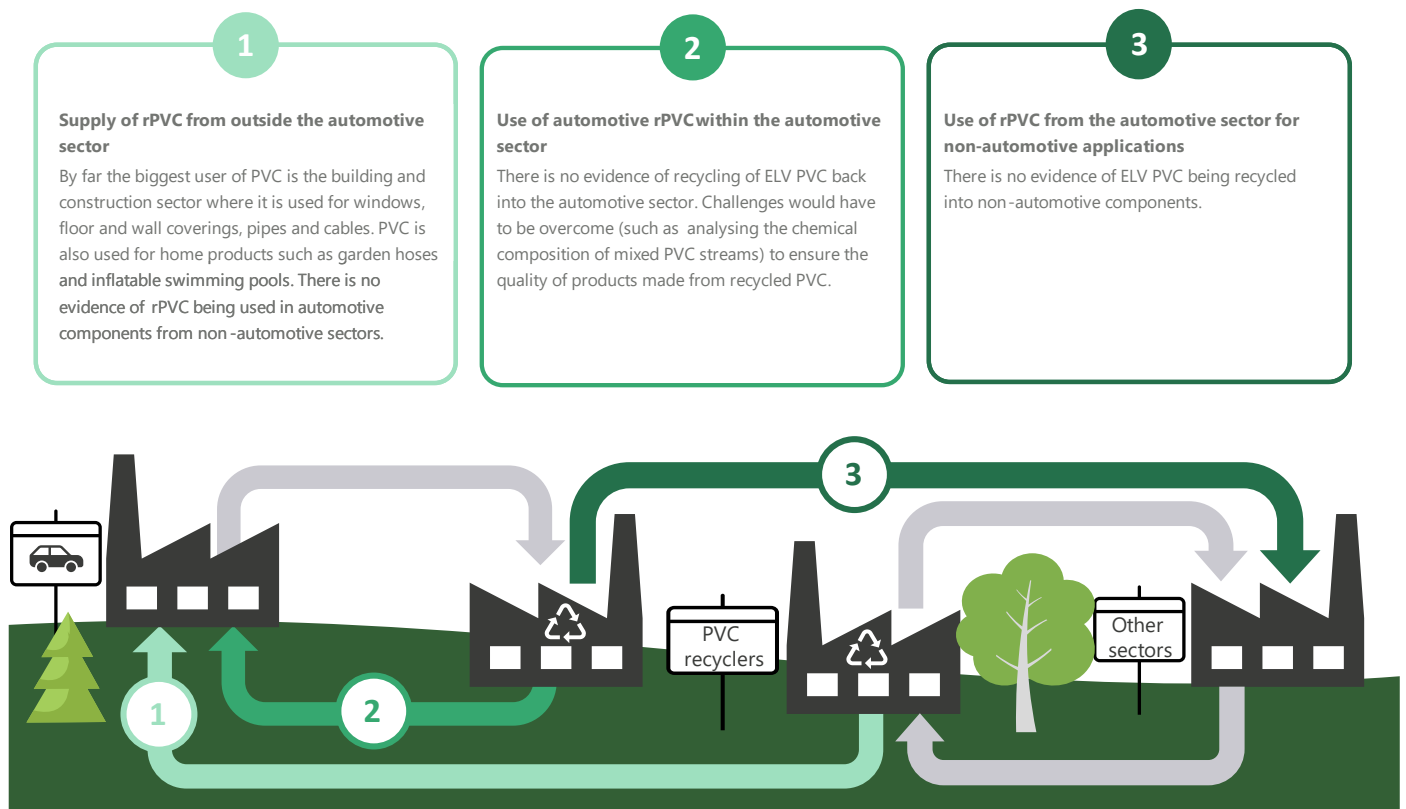 1
Supply of rPVC from outside the automotive
sector
By far the biggest user of PVC is the building and
construction sector where it is used for windows,
floor and wall coverings, pipes and cables. PVC is
also used for home products such as garden hoses
and inflatable swimming pools. There is no
evidence of rPVC being used in automotive
components from non-automotive sectors.
2
Use of automotive rPVC within the automotive
sector
There is no evidence of recycling of ELV PVC back
into the automotive sector. Challenges would have
to be overcome (such as analysing the chemical
composition of mixed PVC streams) to ensure the
quality of products made from recycled PVC.
3
Use of rPVC from the automotive sector for
non-automotive applications
There is no evidence of ELV PVC being recycled
into non-automotive components.
3
PVC
recyclers
Other
sectors
1
2